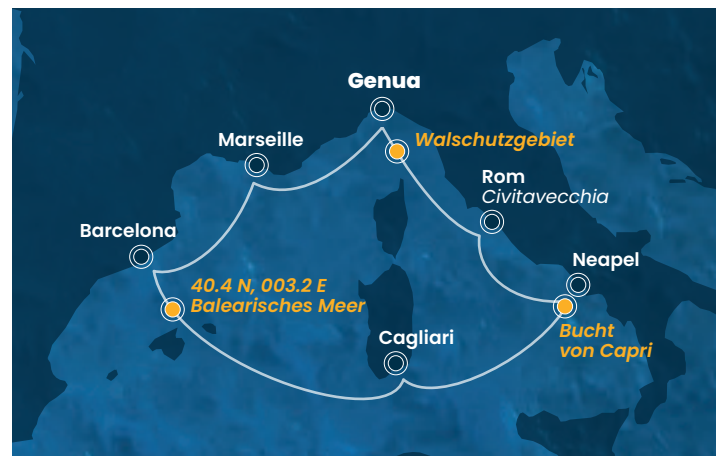 Genua
Marseille
Walschutzgebiet
Rom
Civitavecchia
Barcelona
Neapel
40.4 N, 003.2 E
Balearisches Meer
Cagliari
Bucht
von Capri